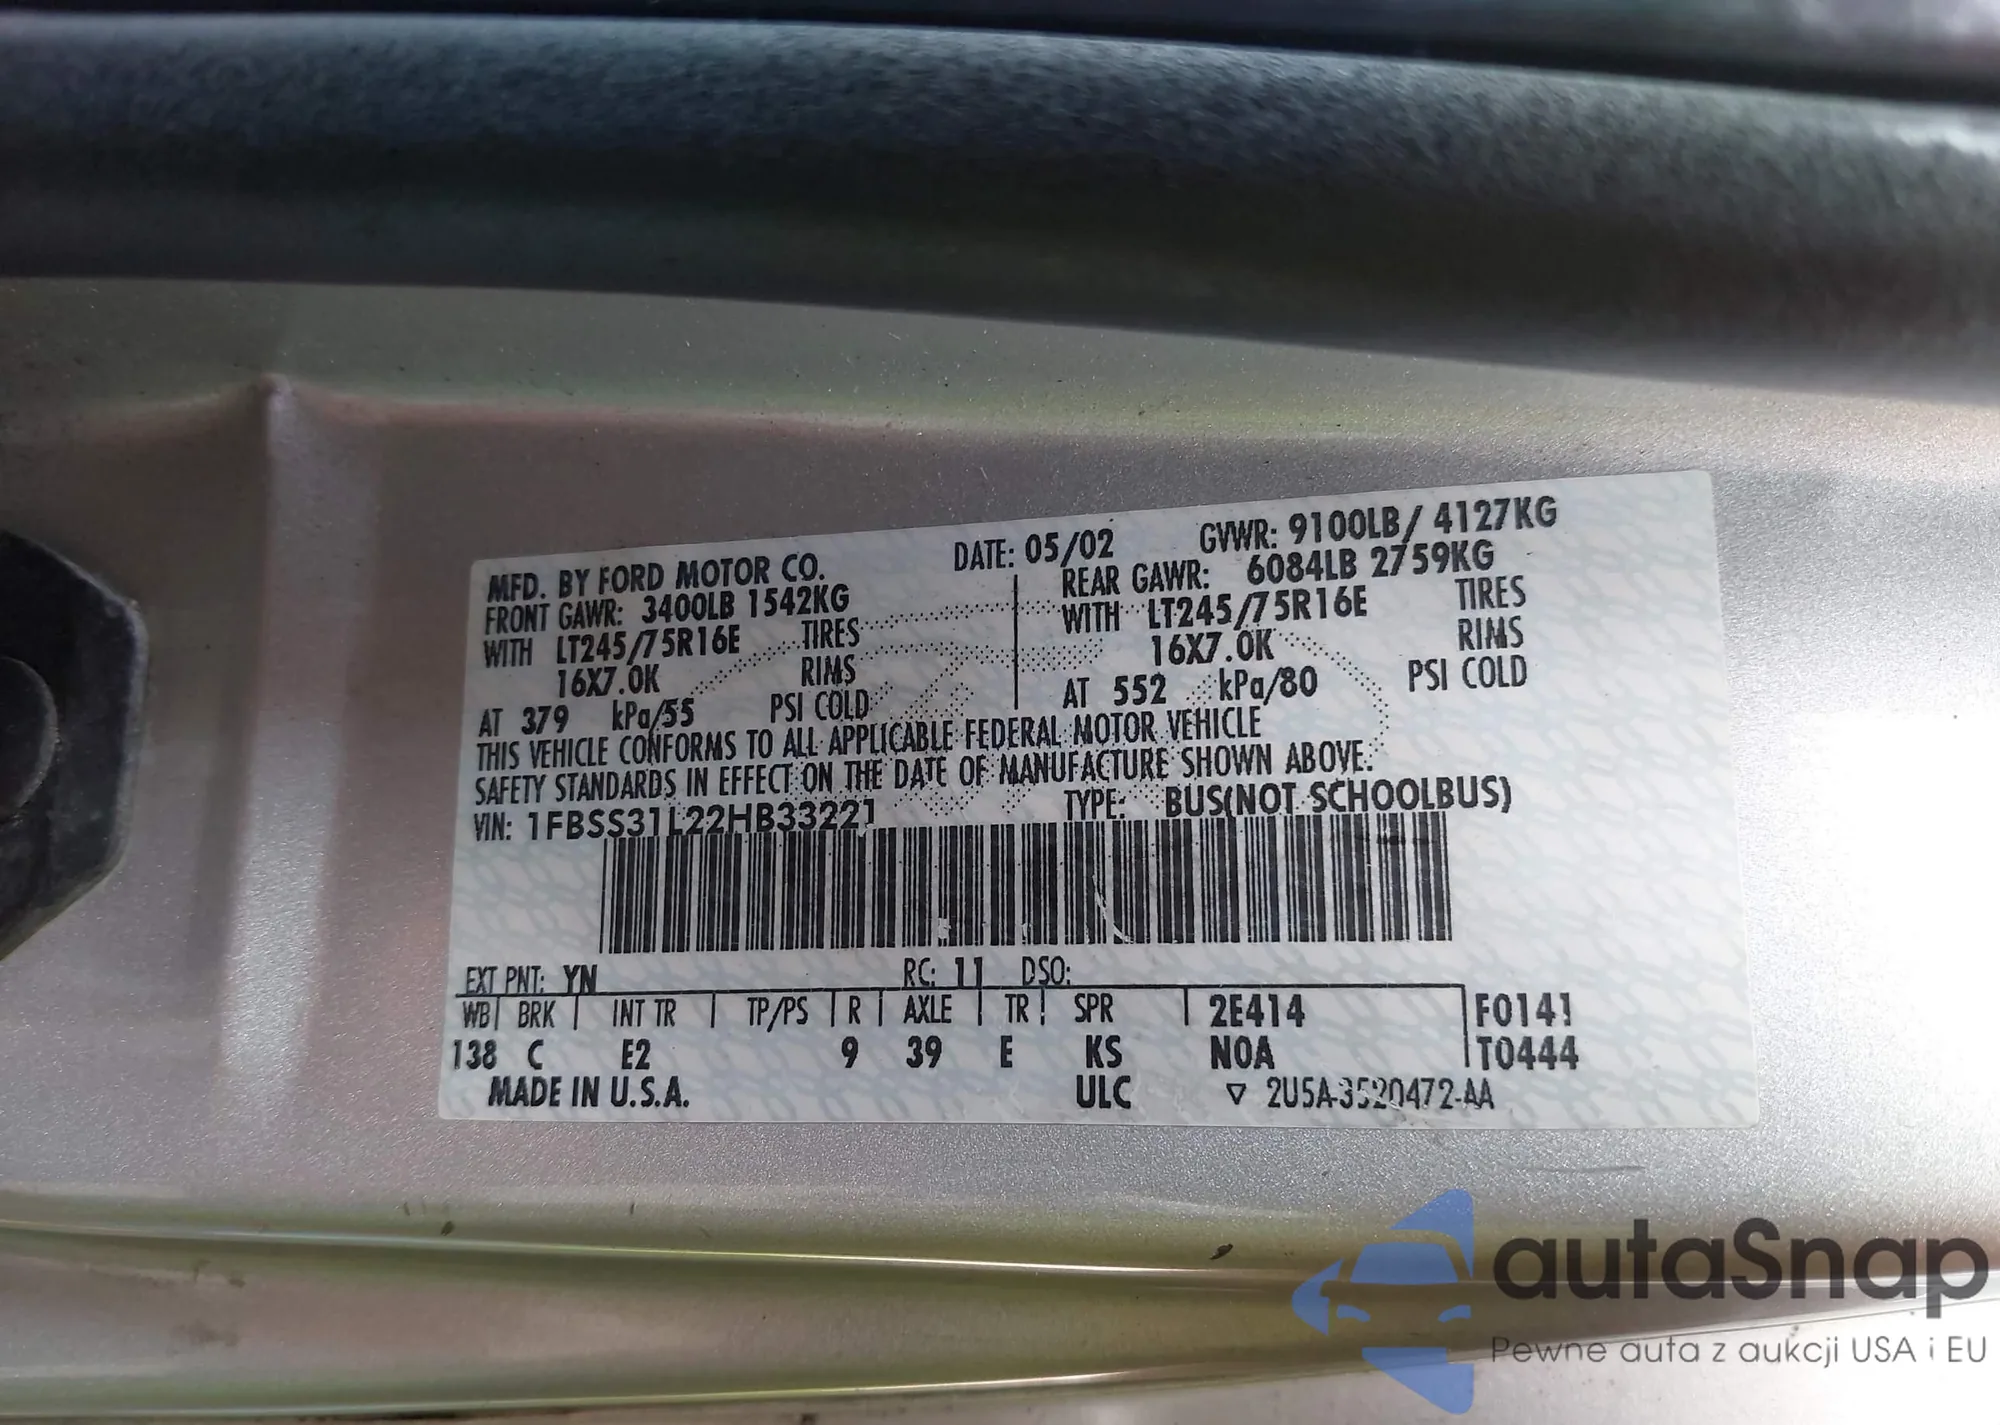 MFD. BY FORD MOTOR CO.
DATE: 05/02
GVWR: 9100LB/ 4127KG
FRONT GAWR: 3400LB 1542KG
REAR GAWR: 6084LB 2759KG
WITH LT245/75R16E TIRES
WITH LT245/75R16E TIRES
16X7.0K RIMS
16X7.0K RIMS
AT 379 kPa/55 PSI COLD
AT 552 kPa/80 PSI COLD
THIS VEHICLE CONFORMS TO ALL APPLICABLE FEDERAL MOTOR VEHICLE
SAFETY STANDARDS IN EFFECT ON THE DATE OF MANUFACTURE SHOWN ABOVE.
VIN: 1FBSS31L22HB33221
TYPE: BUS(NOT SCHOOLBUS)
EXT PNT: YN RC: 11 DSO:
WB BRK INT TR TP/PS R AXLE TR SPR 2E414 F0141
138 C E2 9 39 E KS NOA T0444
MADE IN U.S.A. ULC ▽ 2U5A-3520472-AA
autaSnap
Pewne auta z aukcji USA i EU